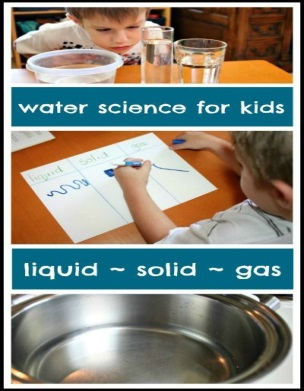 water science for kids
liquid solid gas
liquid ~ solid ~ gas